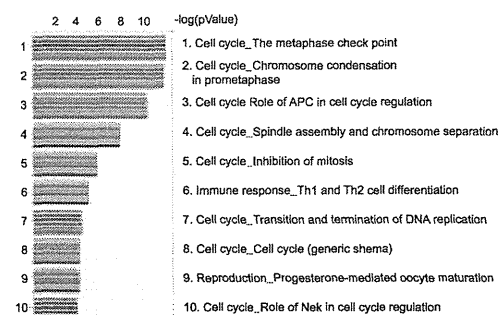 2 4 6 8 10 -log(pValue)
1 1. Cell cycle_The metaphase check point
2 2. Cell cycle_Chromosome condensation
in prometaphase
3 3. Cell cycle Role of APC in cell cycle regulation
4 4. Cell cycle_Spindle assembly and chromosome separation
5 5. Cell cycle_Inhibition of mitosis
6 6. Immune response_Th1 and Th2 cell differentiation
7 7. Cell cycle_Transition and termination of DNA replication
8 8. Cell cycle_Cell cycle (generic shema)
9 9. Reproduction_Progesterone-mediated oocyte maturation
10 10. Cell cycle_Role of Nek in cell cycle regulation